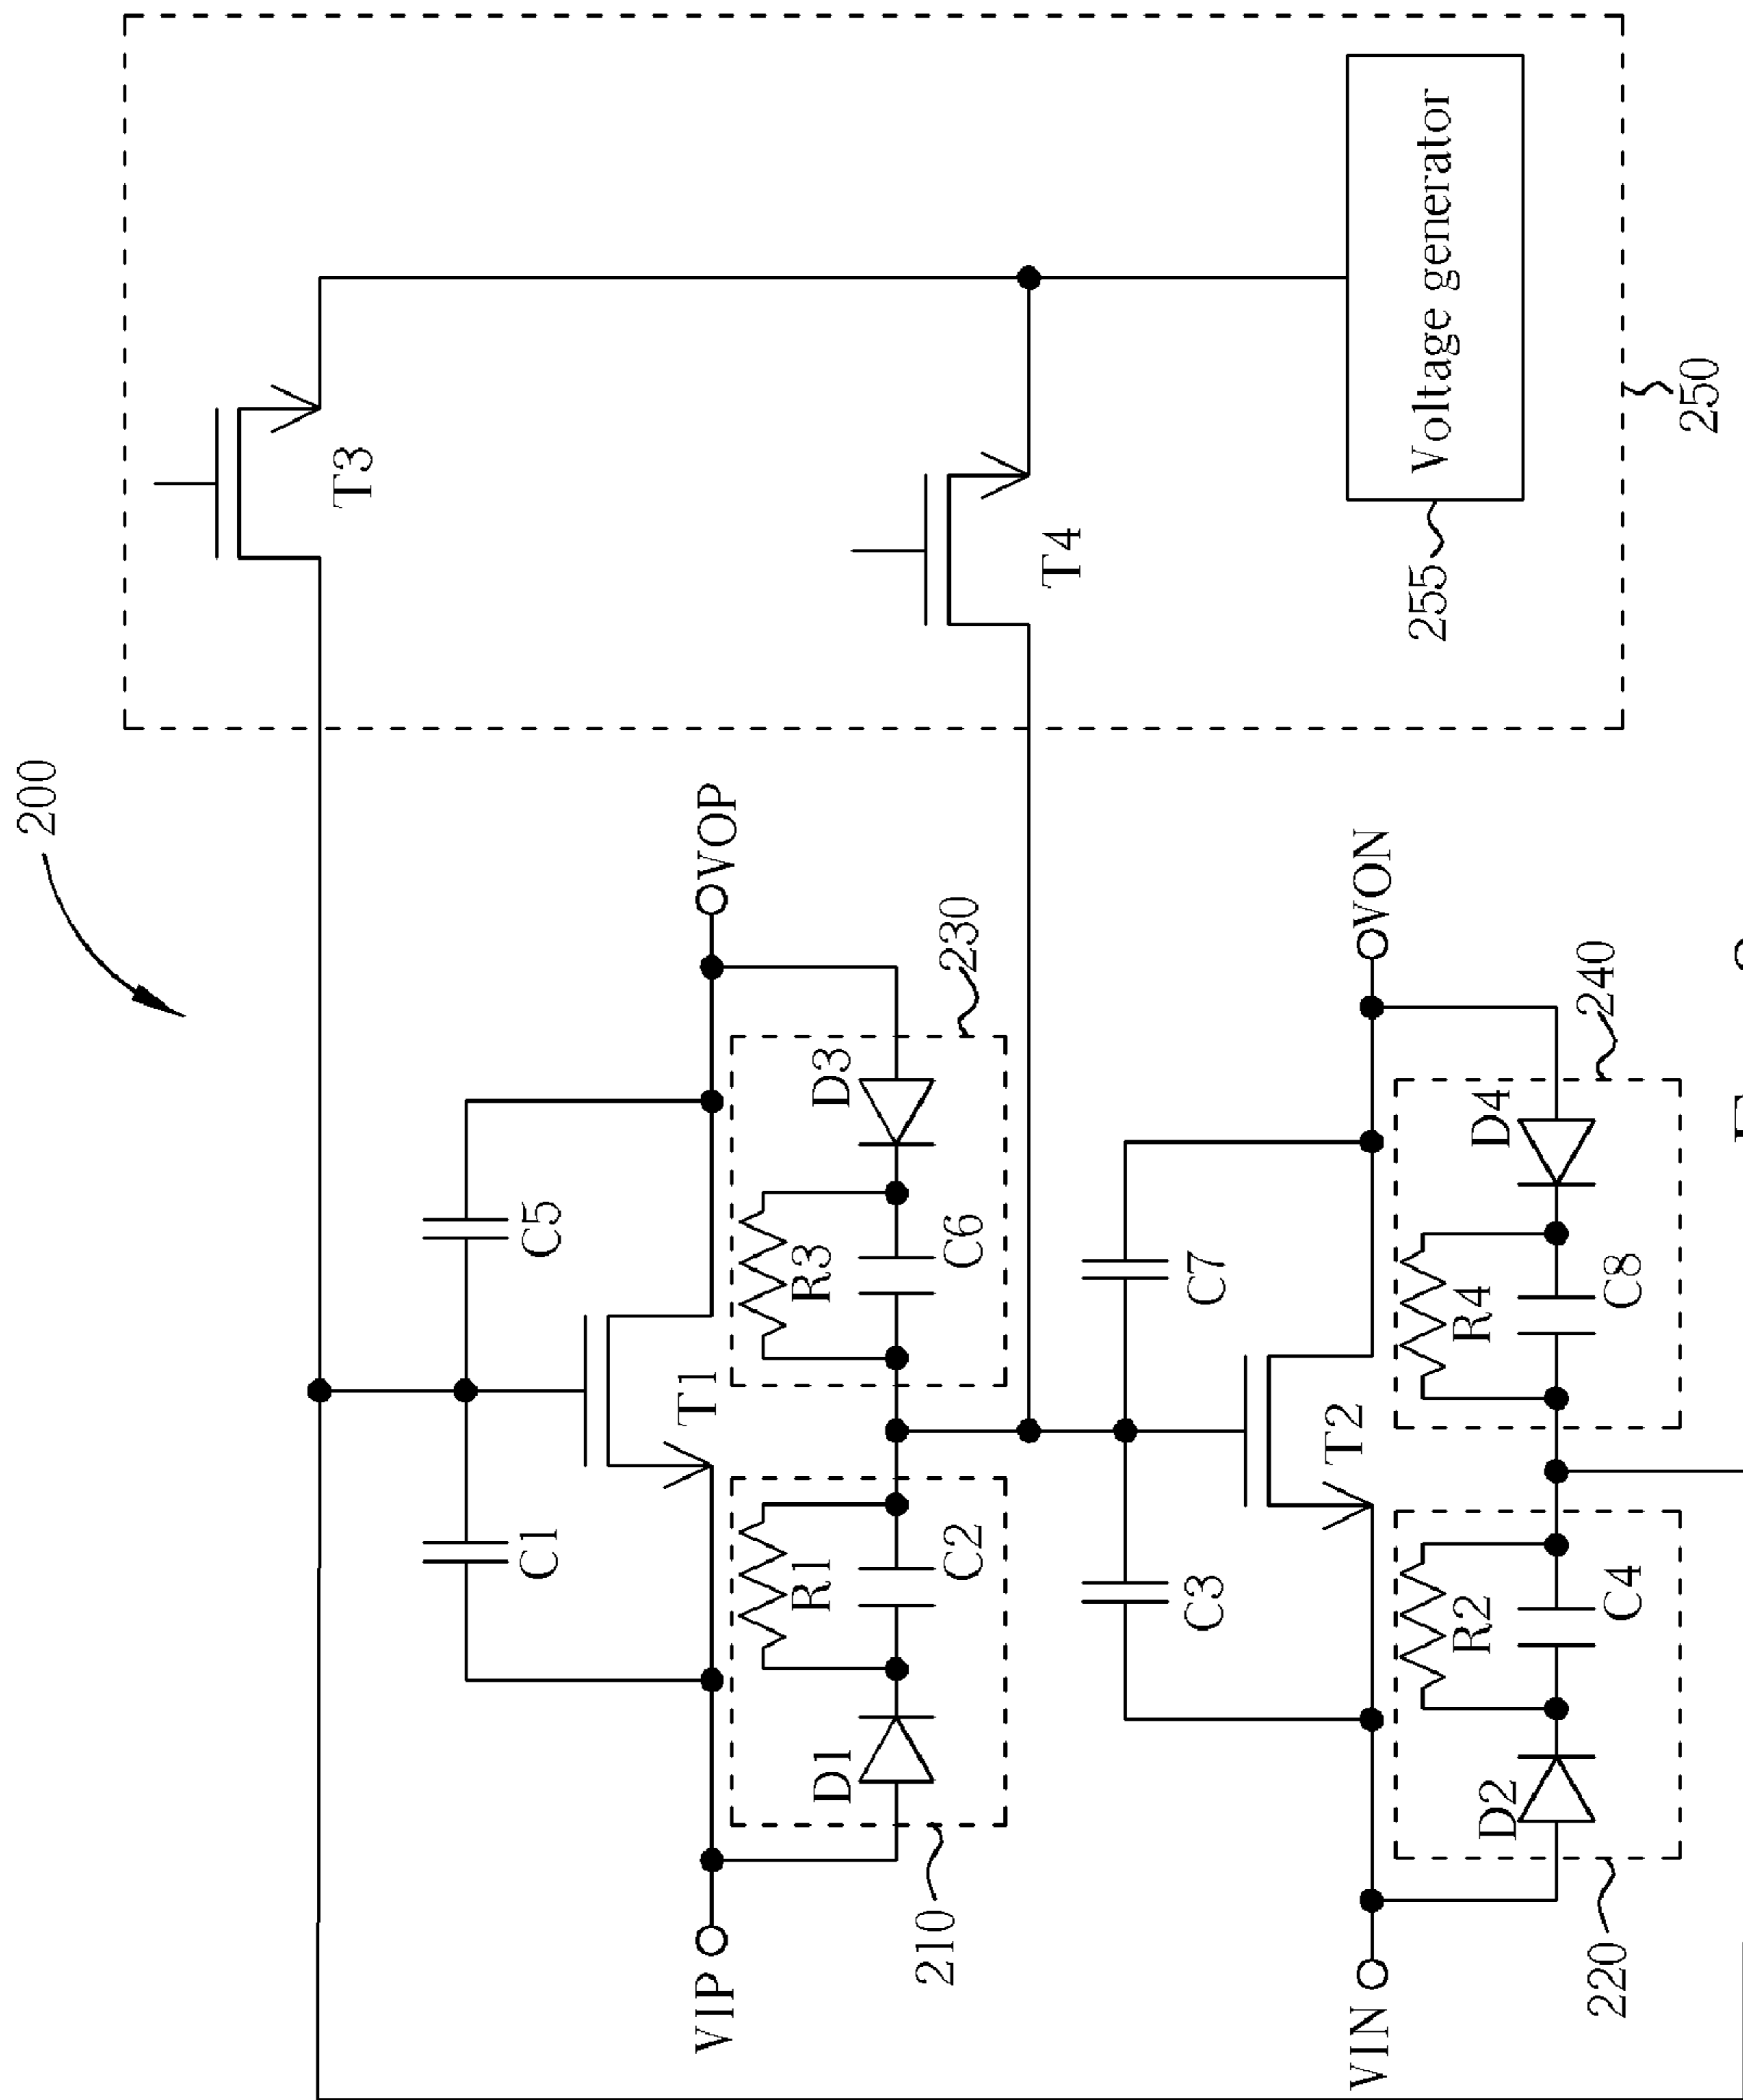 200
T3
T4
Voltage generator
255
250
C1
C5
T1
VIP
VOP
R1
C2
D1
210
R3
C6
D3
230
C3
C7
T2
VIN
VON
R2
C4
D2
220
R4
C8
D4
240